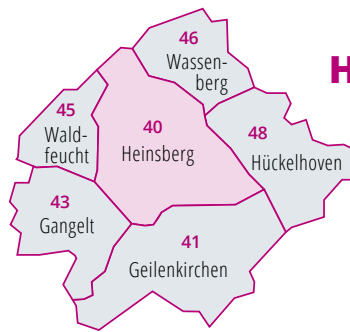 46
Wassen-
berg
H
45
Wald-
feucht
40
Heinsberg
48
Hückelhoven
43
Gangelt
41
Geilenkirchen